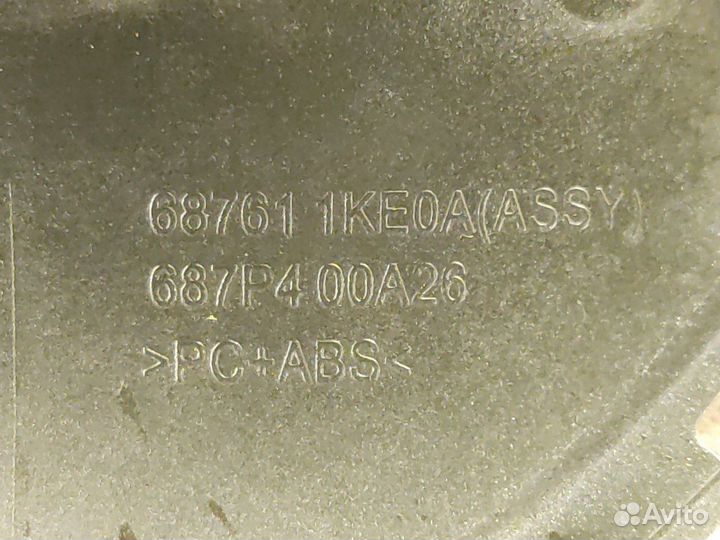 68761 1KE0A(ASSY)
687P4 00A26
>PC+ABS<
Avito